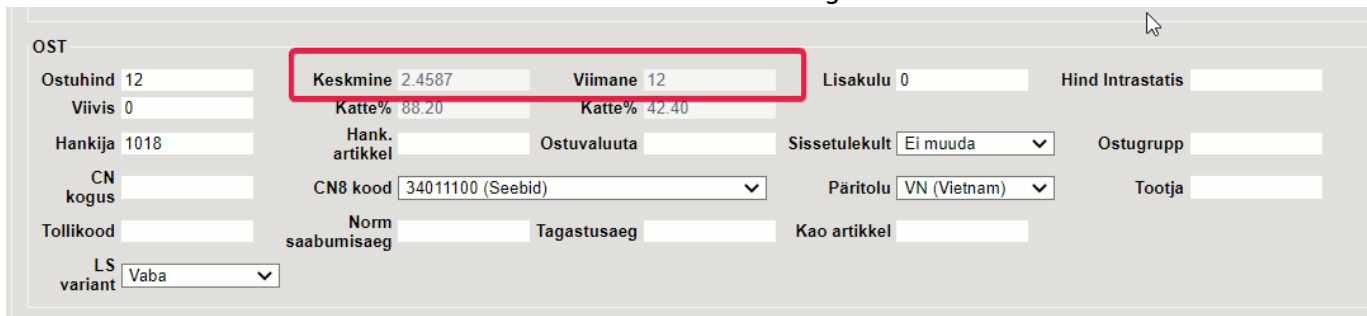 OST
Ostuhind 12 Keskmine 2.4587 Viimane 12 Lisakulu 0 Hind Intrastatis
Viivis 0 Katte% 88.20 Katte% 42.40
Hankija 1018 Hank. artikkel Ostuvaluuta Sissetulekult Ei muuda Ostugrupp
CN kogus CN8 kood 34011100 (Seebid) Päritolu VN (Vietnam) Tootja
Tollikood Norm saabumisaeg Tagastusaeg Kao artikkel
LS variant Vaba